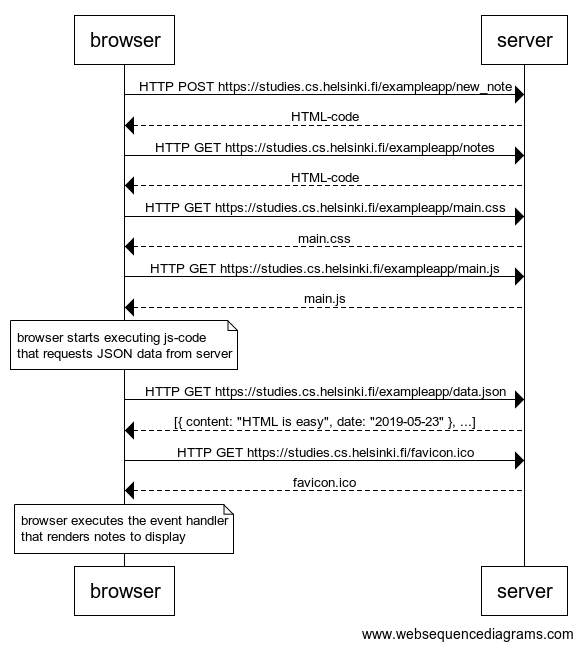 browser
server
HTTP POST https://studies.cs.helsinki.fi/exampleapp/new_note
HTML-code
HTTP GET https://studies.cs.helsinki.fi/exampleapp/notes
HTML-code
HTTP GET https://studies.cs.helsinki.fi/exampleapp/main.css
main.css
HTTP GET https://studies.cs.helsinki.fi/exampleapp/main.js
main.js
browser starts executing js-code
that requests JSON data from server
HTTP GET https://studies.cs.helsinki.fi/exampleapp/data.json
[{ content: "HTML is easy", date: "2019-05-23" }, ...]
HTTP GET https://studies.cs.helsinki.fi/favicon.ico
favicon.ico
browser executes the event handler
that renders notes to display
browser
server
www.websequencediagrams.com